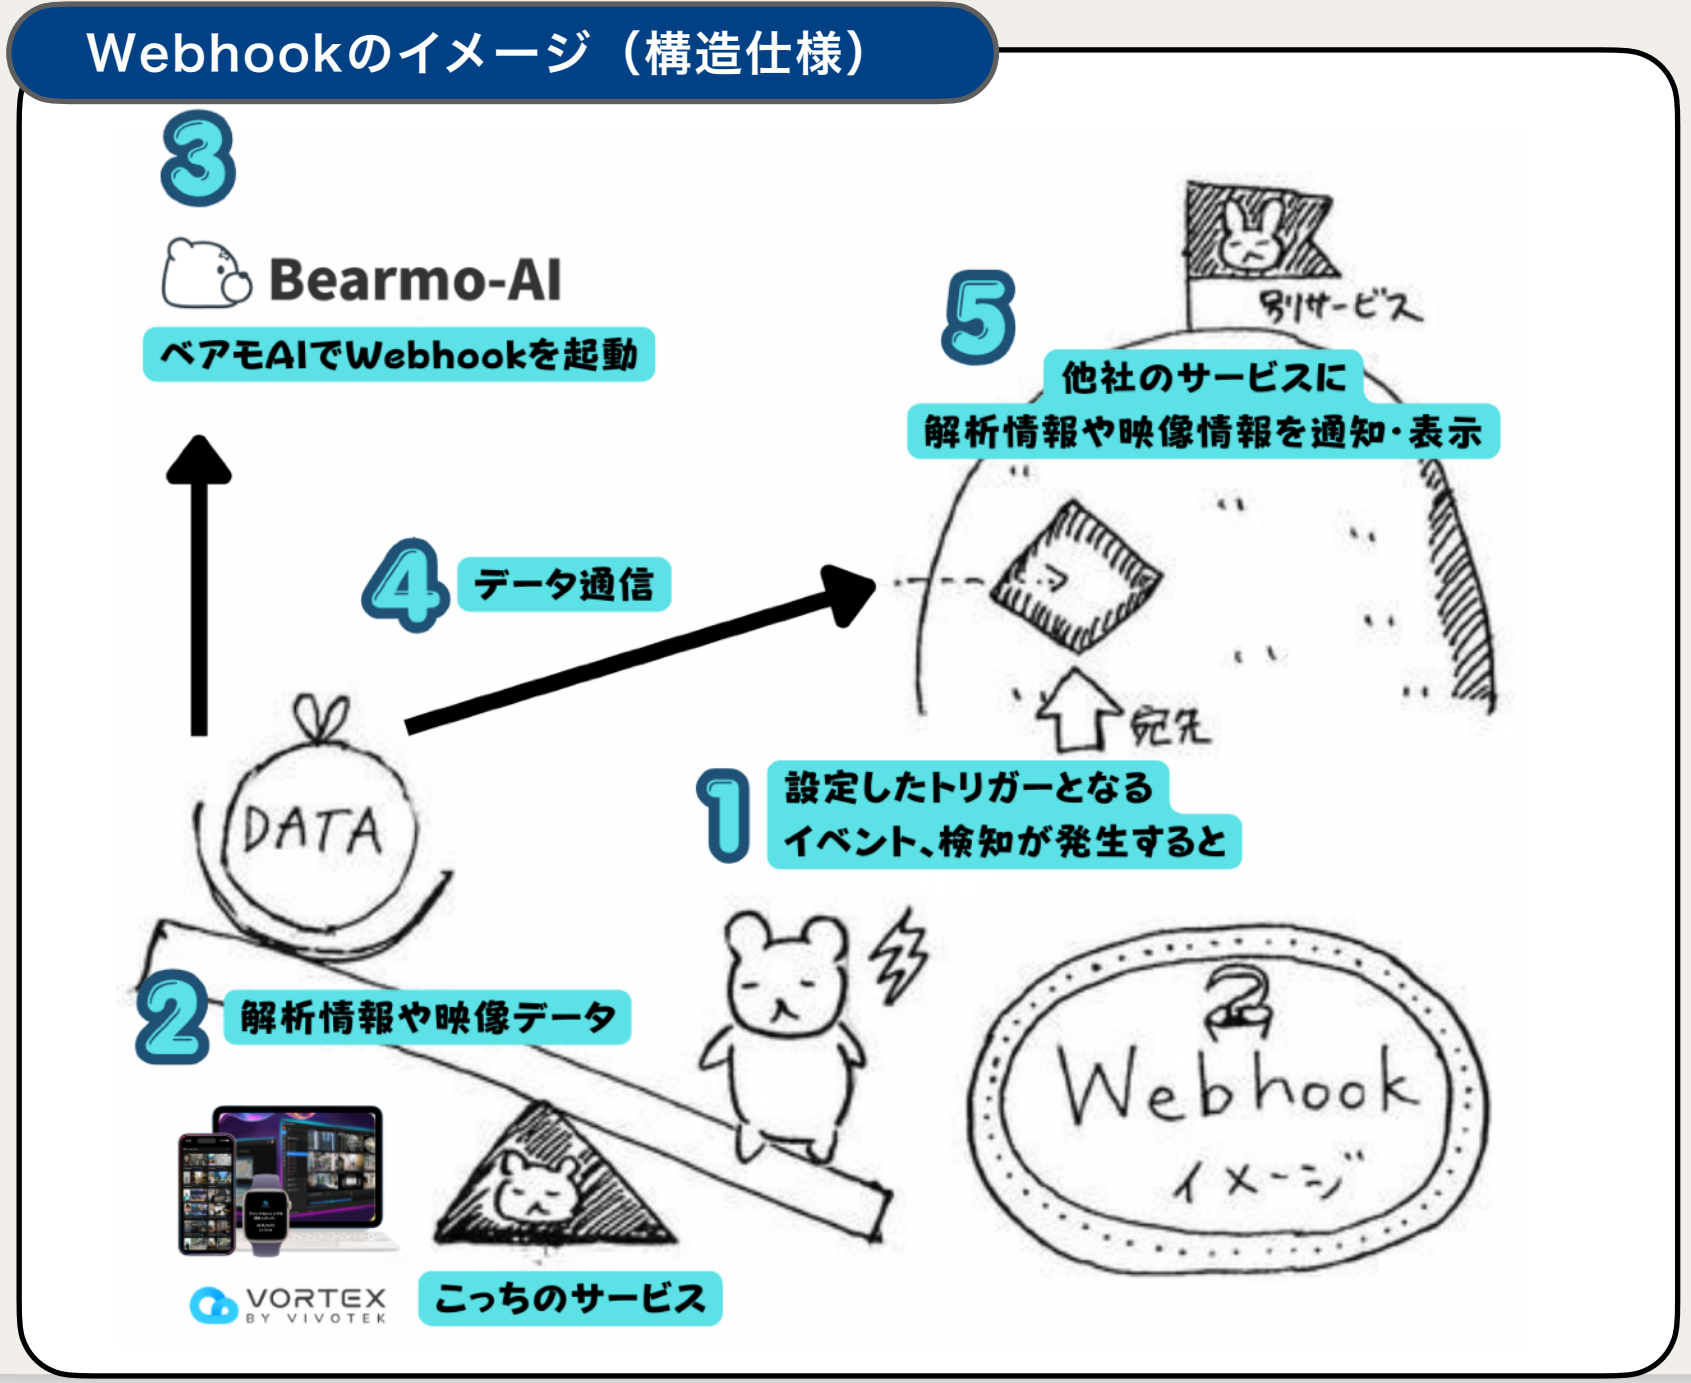 Webhookのイメージ（構造仕様）
3
Bearmo-AI
ベアモAIでWebhookを起動
別サービス
5
他社のサービスに
解析情報や映像情報を通知・表示
4
データ通信
宛先
DATA
1
設定したトリガーとなる
イベント、検知が発生すると
2
解析情報や映像データ
Webhook
イメージ
VORTEX
BY VIVOTEK
こっちのサービス